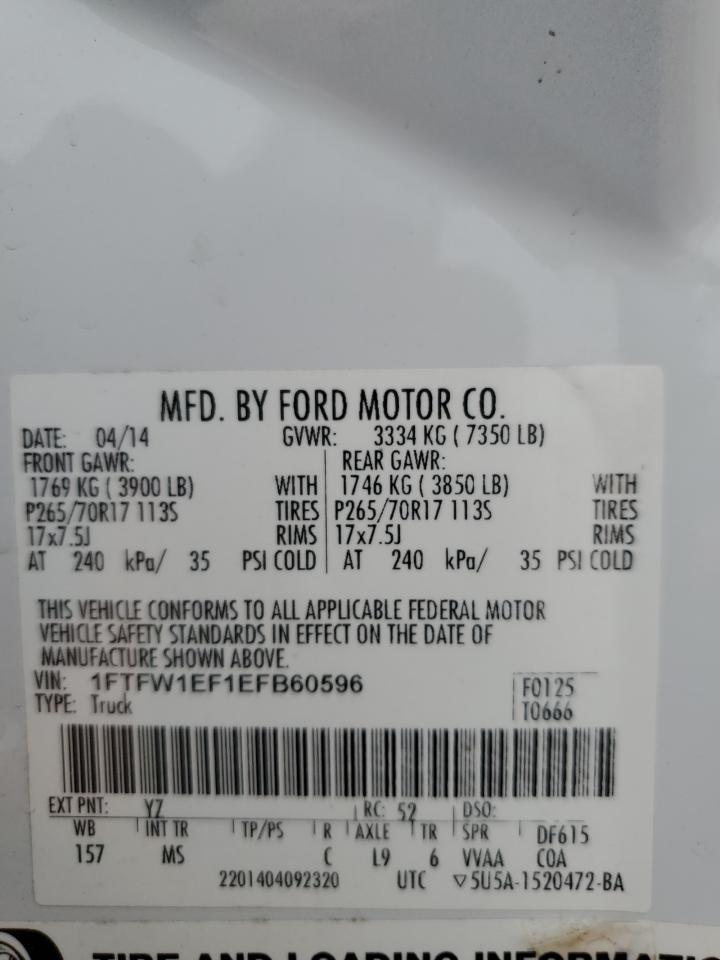 MFD. BY FORD MOTOR CO.
DATE: 04/14 GVWR: 3334 KG ( 7350 LB)
FRONT GAWR: REAR GAWR:
1769 KG ( 3900 LB) WITH 1746 KG ( 3850 LB) WITH
P265/70R17 113S TIRES P265/70R17 113S TIRES
17x7.5J RIMS 17x7.5J RIMS
AT 240 kPa/ 35 PSI COLD AT 240 kPa/ 35 PSI COLD
THIS VEHICLE CONFORMS TO ALL APPLICABLE FEDERAL MOTOR
VEHICLE SAFETY STANDARDS IN EFFECT ON THE DATE OF
MANUFACTURE SHOWN ABOVE.
VIN: 1FTFW1EF1EFB60596 F0125
TYPE: Truck T0666
EXT PNT: YZ RC: 52 DSO:
WB INT TR TP/PS R AXLE TR SPR DF615
157 MS C L9 6 VVAA COA
2201404092320 UTC ▽5U5A-1520472-BA
TIRE AND LOADING INFORMATIO